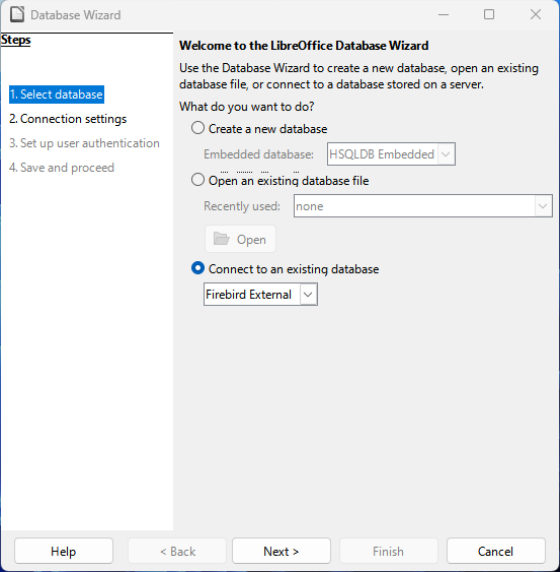 Database Wizard
Steps
1. Select database
2. Connection settings
3. Set up user authentication
4. Save and proceed
Welcome to the LibreOffice Database Wizard
Use the Database Wizard to create a new database, open an existing
database file, or connect to a database stored on a server.
What do you want to do?
Create a new database
Embedded database: HSQLDB Embedded
Open an existing database file
Recently used: none
Open
Connect to an existing database
Firebird External
Help < Back Next > Finish Cancel